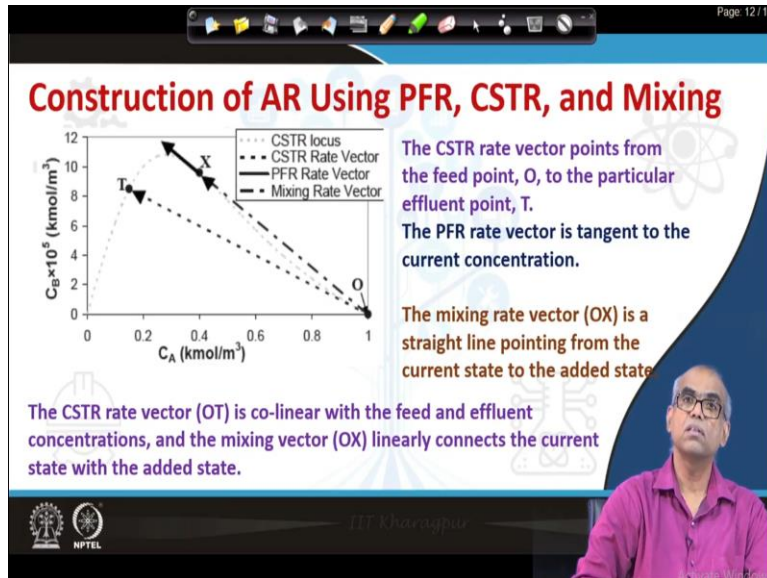 Page: 12 / 1
Construction of AR Using PFR, CSTR, and Mixing
CSTR locus
CSTR Rate Vector
PFR Rate Vector
Mixing Rate Vector
12
10
8
6
4
2
0
C_B×10⁵ (kmol/m³)
T
X
O
0
0.2
0.4
0.6
0.8
1
C_A (kmol/m³)
The CSTR rate vector points from
the feed point, O, to the particular
effluent point, T.
The PFR rate vector is tangent to the
current concentration.
The mixing rate vector (OX) is a
straight line pointing from the
current state to the added state
The CSTR rate vector (OT) is co-linear with the feed and effluent
concentrations, and the mixing vector (OX) linearly connects the current
state with the added state.
IIT Kharagpur
NPTEL